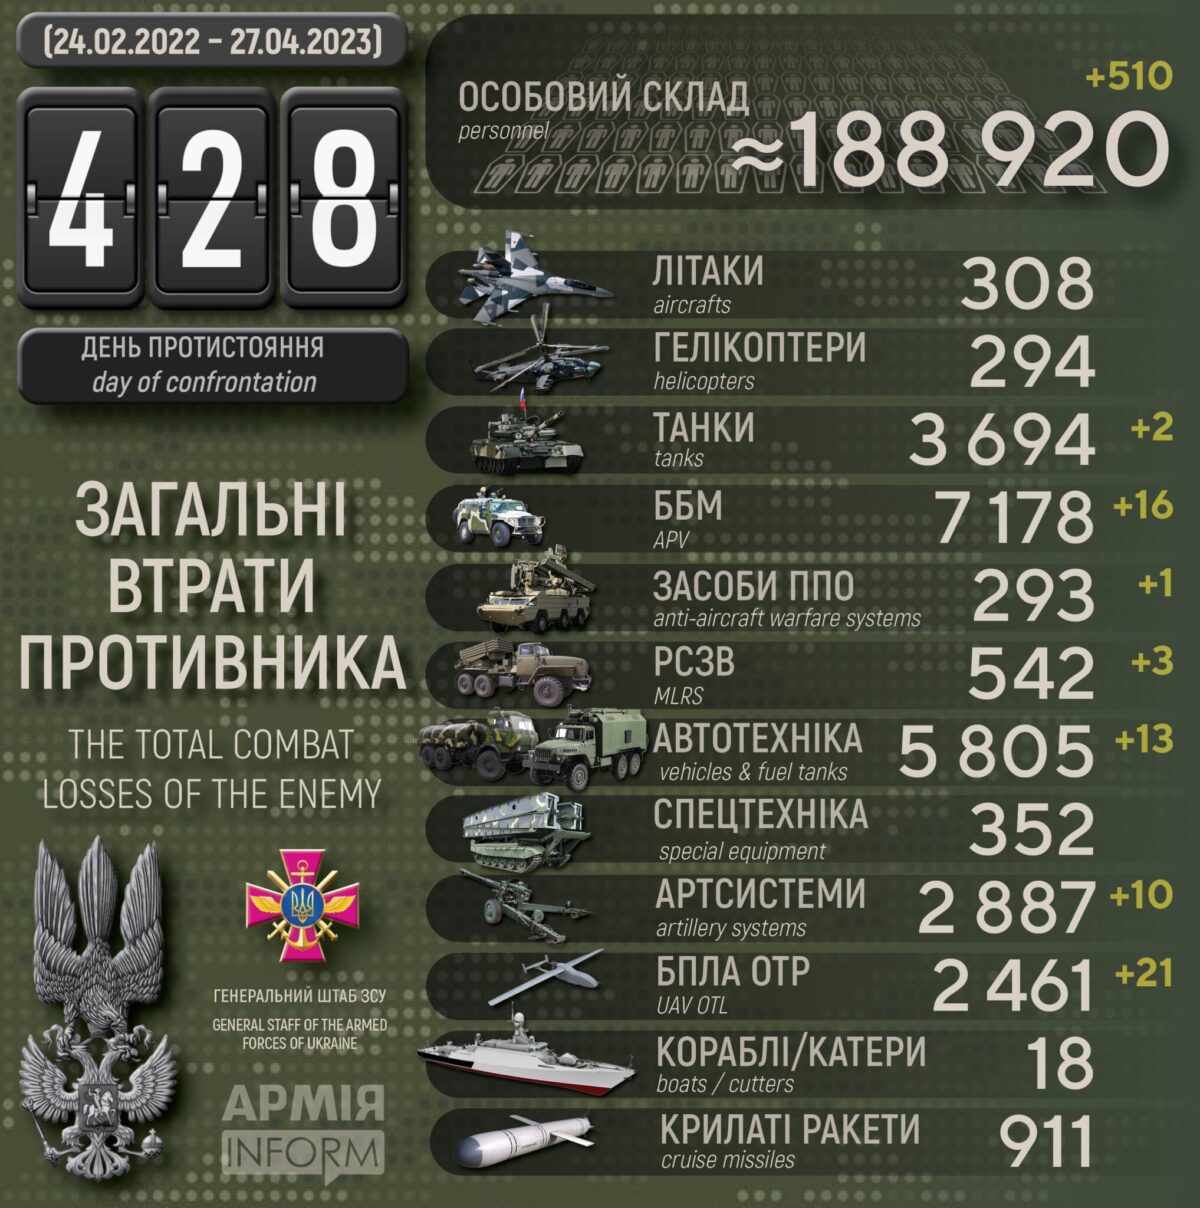 (24.02.2022 – 27.04.2023)
428
ДЕНЬ ПРОТИСТОЯННЯ
day of confrontation
ЗАГАЛЬНІ
ВТРАТИ
ПРОТИВНИКА
THE TOTAL COMBAT
LOSSES OF THE ENEMY
ГЕНЕРАЛЬНИЙ ШТАБ ЗСУ
GENERAL STAFF OF THE ARMED
FORCES OF UKRAINE
АРМІЯ
INFORM
ОСОБОВИЙ СКЛАД
personnel
+510
≈188 920
ЛІТАКИ
aircrafts
308
ГЕЛІКОПТЕРИ
helicopters
294
ТАНКИ
tanks
3 694 +2
ББМ
APV
7 178 +16
ЗАСОБИ ППО
anti-aircraft warfare systems
293 +1
РСЗВ
MLRS
542 +3
АВТОТЕХНІКА
vehicles & fuel tanks
5 805 +13
СПЕЦТЕХНІКА
special equipment
352
АРТСИСТЕМИ
artillery systems
2 887 +10
БПЛА ОТР
UAV OTL
2 461 +21
КОРАБЛІ/КАТЕРИ
boats / cutters
18
КРИЛАТІ РАКЕТИ
cruise missiles
911